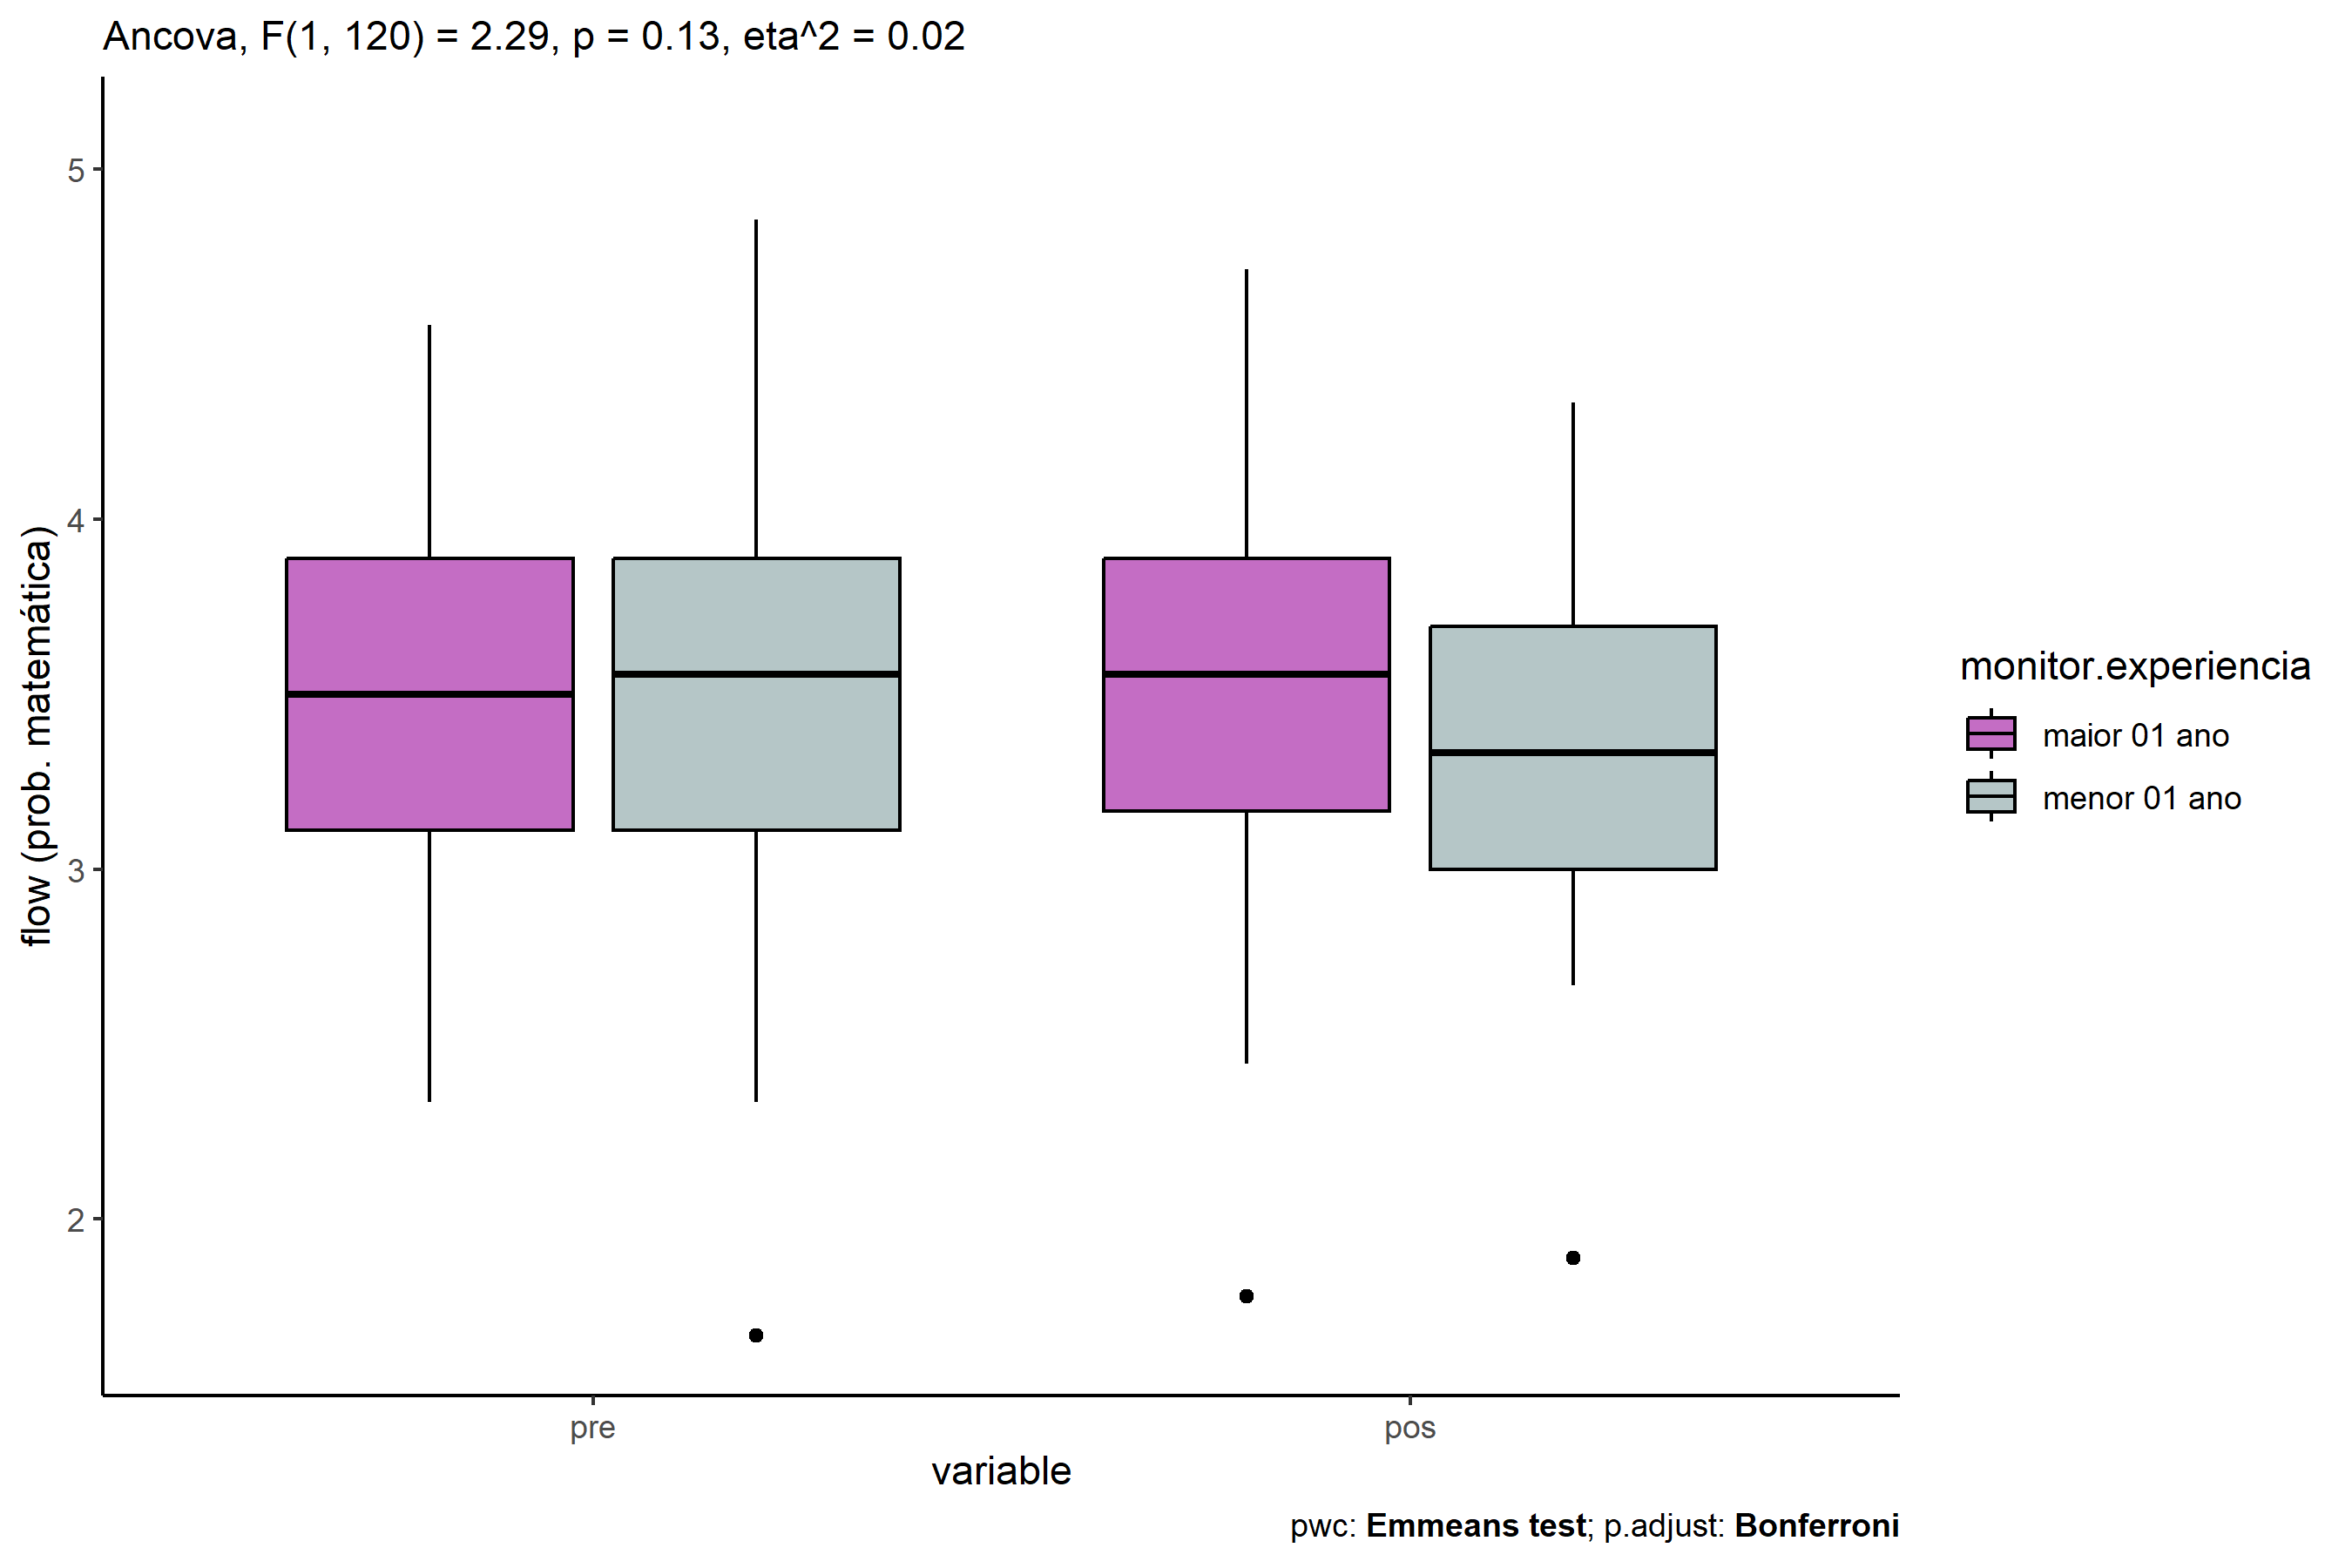 Ancova, F(1, 120) = 2.29, p = 0.13, eta^2 = 0.02
flow (prob. matemática)
5
4
3
2
pre
pos
variable
monitor.experiencia
maior 01 ano
menor 01 ano
pwc: Emmeans test; p.adjust: Bonferroni